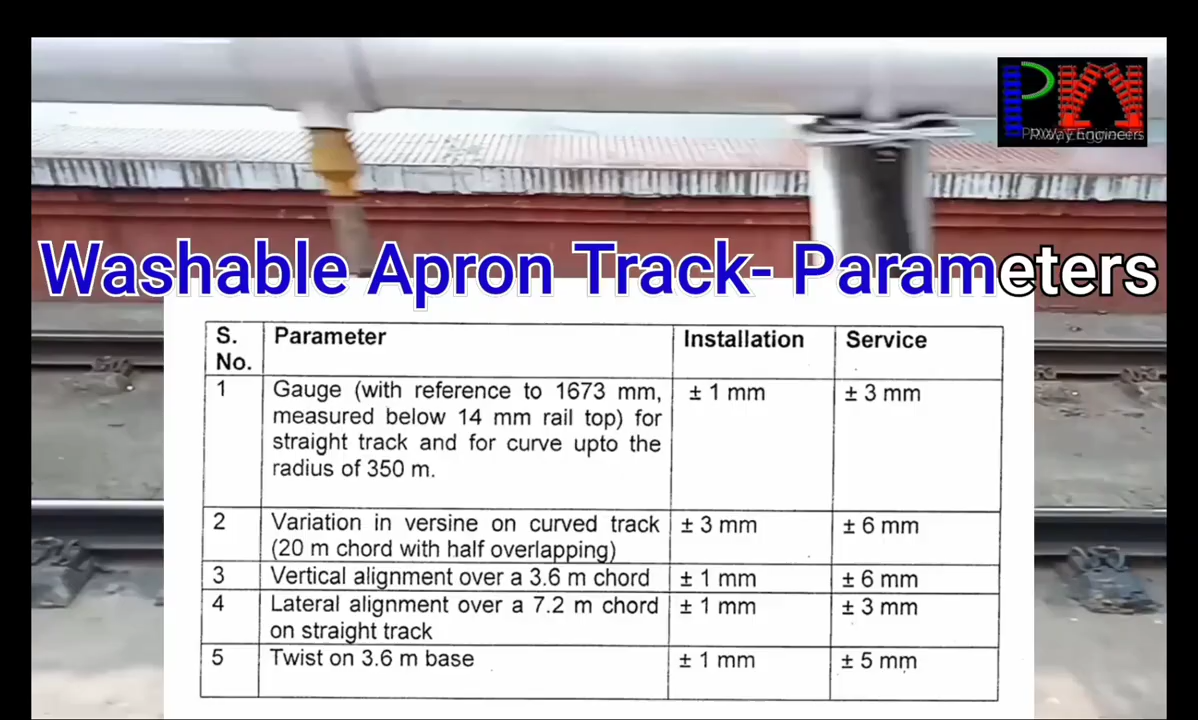 PW
P.Way Engineers
Washable Apron Track- Parameters
S. No. Parameter Installation Service
1 Gauge (with reference to 1673 mm, ± 1 mm ± 3 mm
measured below 14 mm rail top) for
straight track and for curve upto the
radius of 350 m.
2 Variation in versine on curved track ± 3 mm ± 6 mm
(20 m chord with half overlapping)
3 Vertical alignment over a 3.6 m chord ± 1 mm ± 6 mm
4 Lateral alignment over a 7.2 m chord ± 1 mm ± 3 mm
on straight track
5 Twist on 3.6 m base ± 1 mm ± 5 mm